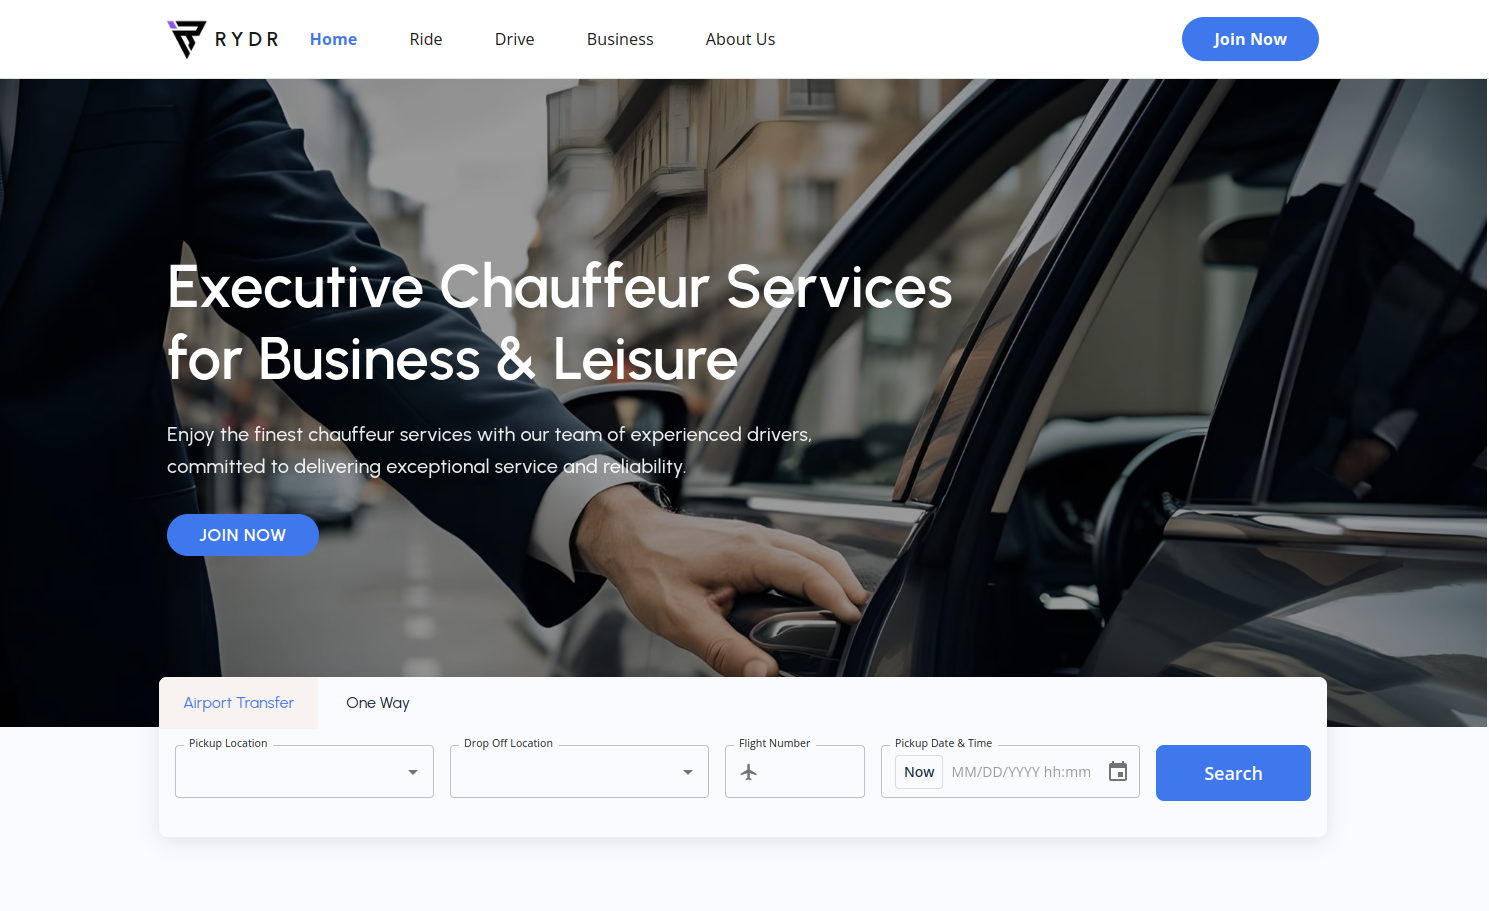 RYDR
Home
Ride
Drive
Business
About Us
Join Now
Executive Chauffeur Services
for Business & Leisure
Enjoy the finest chauffeur services with our team of experienced drivers,
committed to delivering exceptional service and reliability.
JOIN NOW
Airport Transfer
One Way
Pickup Location
Drop Off Location
Flight Number
Pickup Date & Time
Now
MM/DD/YYYY hh:mm
Search